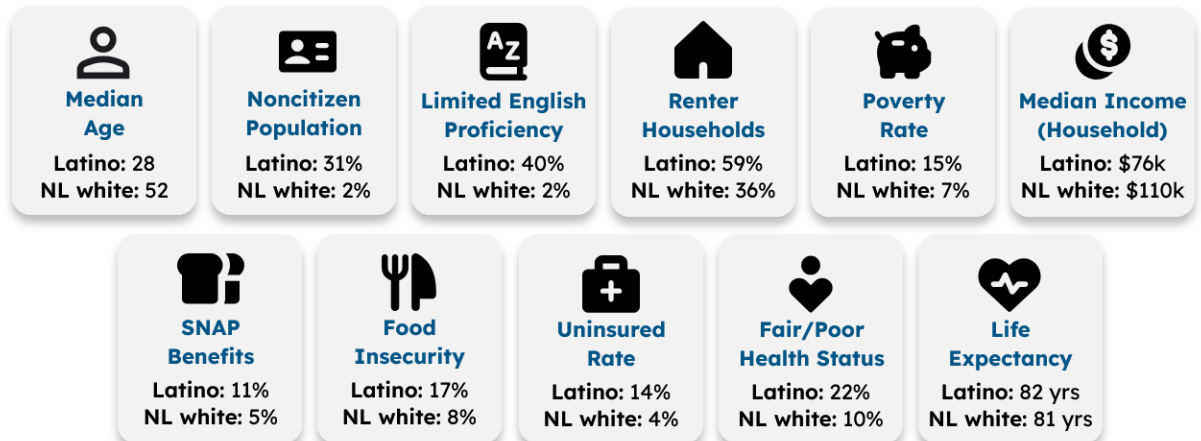 Median
Age
Latino: 28
NL white: 52
Noncitizen
Population
Latino: 31%
NL white: 2%
AZ
Limited English
Proficiency
Latino: 40%
NL white: 2%
Renter
Households
Latino: 59%
NL white: 36%
Poverty
Rate
Latino: 15%
NL white: 7%
$
Median Income
(Household)
Latino: $76k
NL white: $110k
SNAP
Benefits
Latino: 11%
NL white: 5%
Food
Insecurity
Latino: 17%
NL white: 8%
Uninsured
Rate
Latino: 14%
NL white: 4%
Fair/Poor
Health Status
Latino: 22%
NL white: 10%
Life
Expectancy
Latino: 82 yrs
NL white: 81 yrs